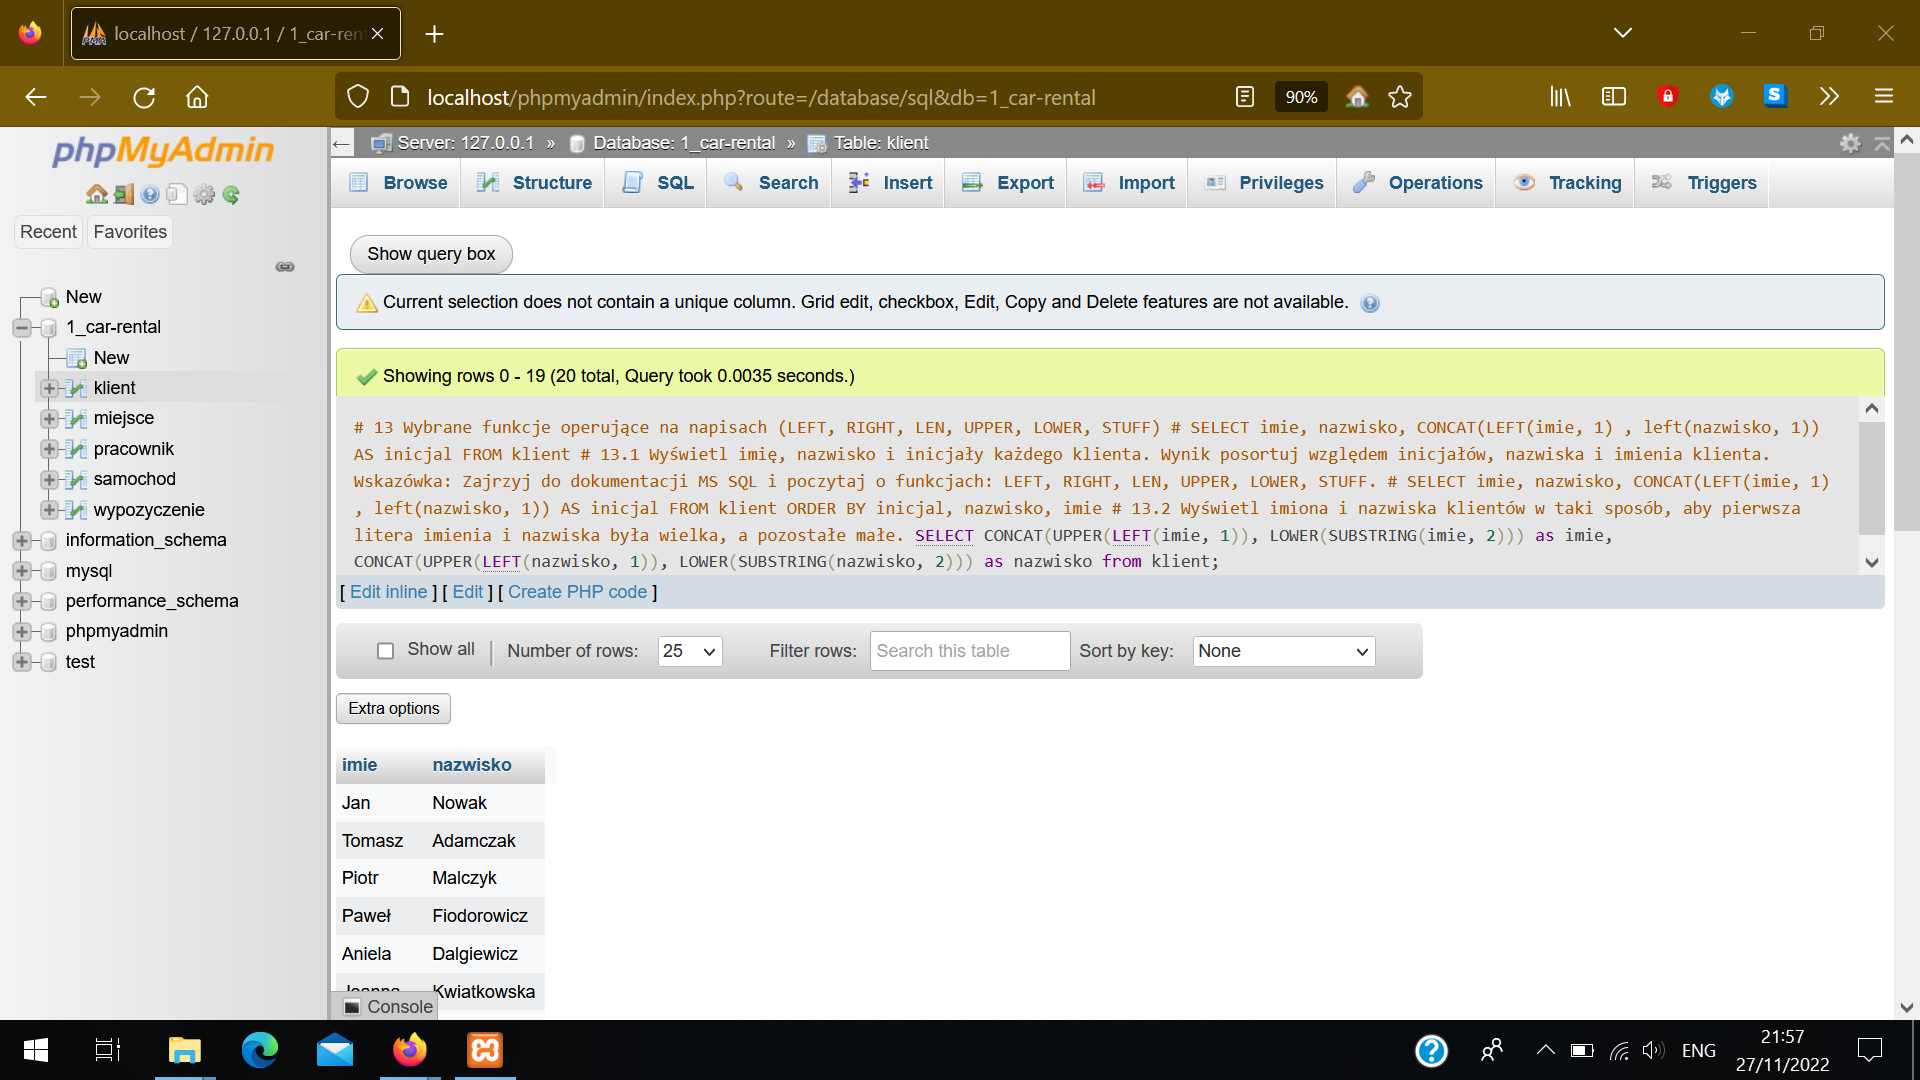 localhost / 127.0.0.1 / 1_car-ren
localhost/phpmyadmin/index.php?route=/database/sql&db=1_car-rental
90%
phpMyAdmin
Recent
Favorites
New
1_car-rental
New
klient
miejsce
pracownik
samochod
wypozyczenie
information_schema
mysql
performance_schema
phpmyadmin
test
Server: 127.0.0.1 » Database: 1_car-rental » Table: klient
Browse
Structure
SQL
Search
Insert
Export
Import
Privileges
Operations
Tracking
Triggers
Show query box
Current selection does not contain a unique column. Grid edit, checkbox, Edit, Copy and Delete features are not available.
Showing rows 0 - 19 (20 total, Query took 0.0035 seconds.)
# 13 Wybrane funkcje operujące na napisach (LEFT, RIGHT, LEN, UPPER, LOWER, STUFF) # SELECT imie, nazwisko, CONCAT(LEFT(imie, 1) , left(nazwisko, 1))
AS inicjal FROM klient # 13.1 Wyświetl imię, nazwisko i inicjały każdego klienta. Wynik posortuj względem inicjałów, nazwiska i imienia klienta.
Wskazówka: Zajrzyj do dokumentacji MS SQL i poczytaj o funkcjach: LEFT, RIGHT, LEN, UPPER, LOWER, STUFF. # SELECT imie, nazwisko, CONCAT(LEFT(imie, 1)
, left(nazwisko, 1)) AS inicjal FROM klient ORDER BY inicjal, nazwisko, imie # 13.2 Wyświetl imiona i nazwiska klientów w taki sposób, aby pierwsza
litera imienia i nazwiska była wielka, a pozostałe małe. SELECT CONCAT(UPPER(LEFT(imie, 1)), LOWER(SUBSTRING(imie, 2))) as imie,
CONCAT(UPPER(LEFT(nazwisko, 1)), LOWER(SUBSTRING(nazwisko, 2))) as nazwisko from klient;
[ Edit inline ] [ Edit ] [ Create PHP code ]
Show all | Number of rows: 25 Filter rows: Search this table Sort by key: None
Extra options
imie nazwisko
Jan Nowak
Tomasz Adamczak
Piotr Malczyk
Paweł Fiodorowicz
Aniela Dalgiewicz
Joanna Kwiatkowska
Console
ENG
21:57
27/11/2022